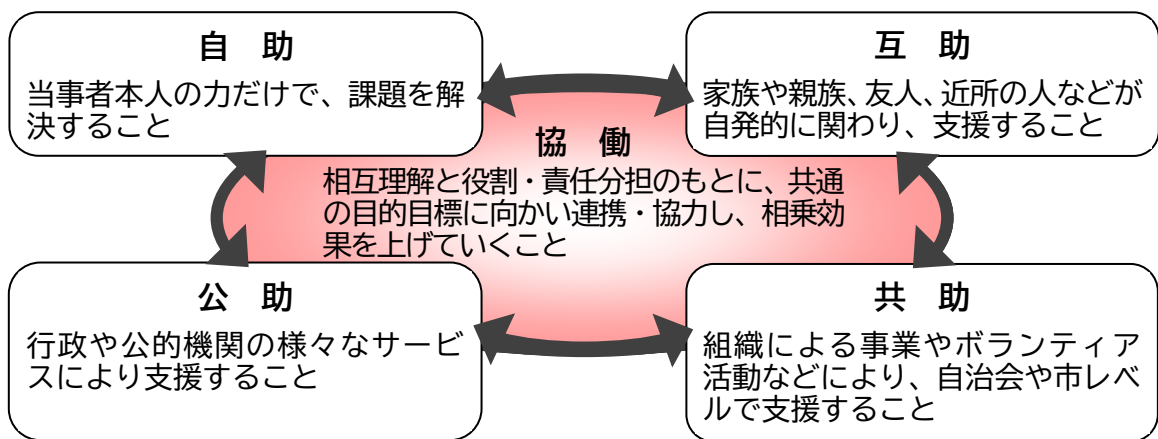 自　助
当事者本人の力だけで、課題を解
決すること
互　助
家族や親族、友人、近所の人などが
自発的に関わり、支援すること
協　働
相互理解と役割・責任分担のもとに、共通
の目的目標に向かい連携・協力し、相乗効
果を上げていくこと
公　助
行政や公的機関の様々なサービ
スにより支援すること
共　助
組織による事業やボランティア
活動などにより、自治会や市レベ
ルで支援すること